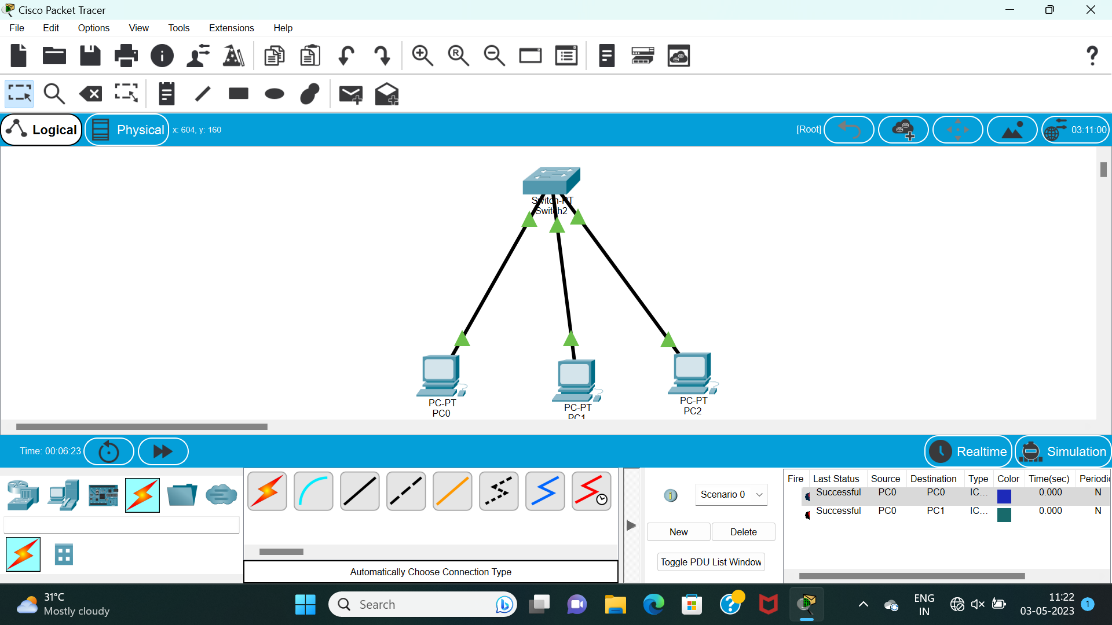 Cisco Packet Tracer
File Edit Options View Tools Extensions Help
R
?
Logical Physical x: 604, y: 160 [Root] 03:11:00
Switch-PT
Switch2
PC-PT
PC0
PC-PT
PC1
PC-PT
PC2
Time: 00:06:23 Realtime Simulation
Fire Last Status Source Destination Type Color Time(sec) Periodic
Successful PC0 PC0 IC... 0.000 N
Successful PC0 PC1 IC... 0.000 N
1 Scenario 0
New Delete
Toggle PDU List Window
Automatically Choose Connection Type
31°C
Mostly cloudy
Search
ENG
IN
11:22
03-05-2023
1